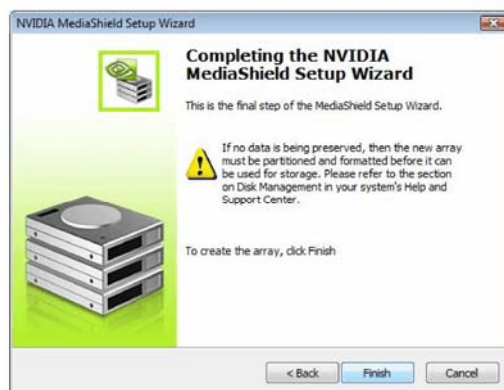 NVIDIA MediaShield Setup Wizard
Completing the NVIDIA
MediaShield Setup Wizard
This is the final step of the MediaShield Setup Wizard.
If no data is being preserved, then the new array
must be partitioned and formatted before it can
be used for storage. Please refer to the section
on Disk Management in your system's Help and
Support Center.
To create the array, click Finish
< Back
Finish
Cancel